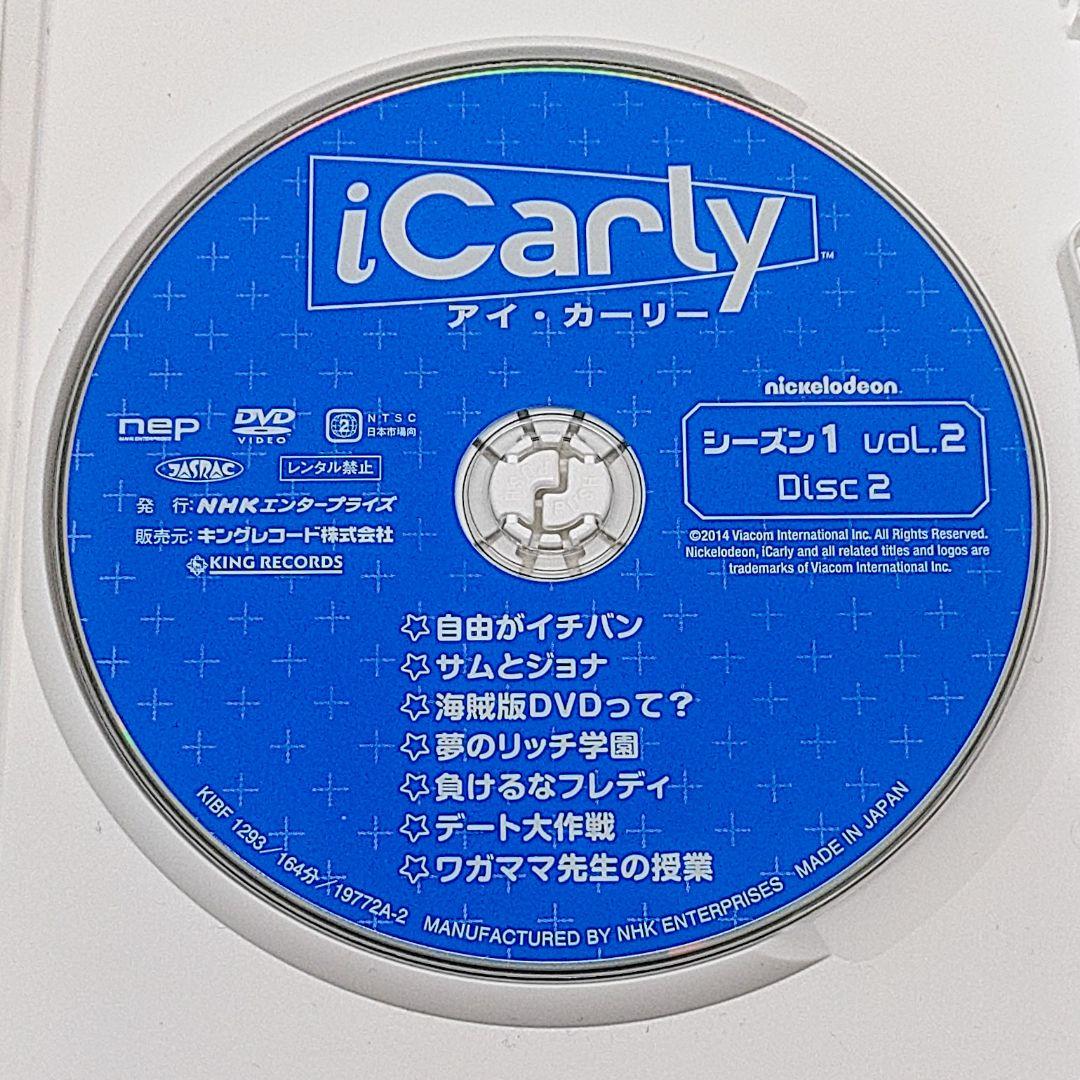 iCarly™
アイ・カーリー
nickelodeon
シーズン1 VOL.2
Disc 2
©2014 Viacom International Inc. All Rights Reserved.
Nickelodeon, iCarly and all related titles and logos are
trademarks of Viacom International Inc.
nep
NHK ENTERPRISES
DVD
VIDEO
2
NTSC
日本市場向
JASRAC
レンタル禁止
発 行:NHKエンタープライズ
販売元:キングレコード株式会社
KING RECORDS
☆自由がイチバン
☆サムとジョナ
☆海賊版DVDって?
☆夢のリッチ学園
☆負けるなフレディ
☆デート大作戦
☆ワガママ先生の授業
KIBF 1293/164分/19772A-2 MANUFACTURED BY NHK ENTERPRISES MADE IN JAPAN